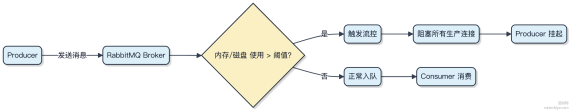 Producer
发送消息
RabbitMQ Broker
内存/磁盘 使用 > 阈值?
是
触发流控
阻塞所有生产连接
Producer 挂起
否
正常入队
Consumer 消费